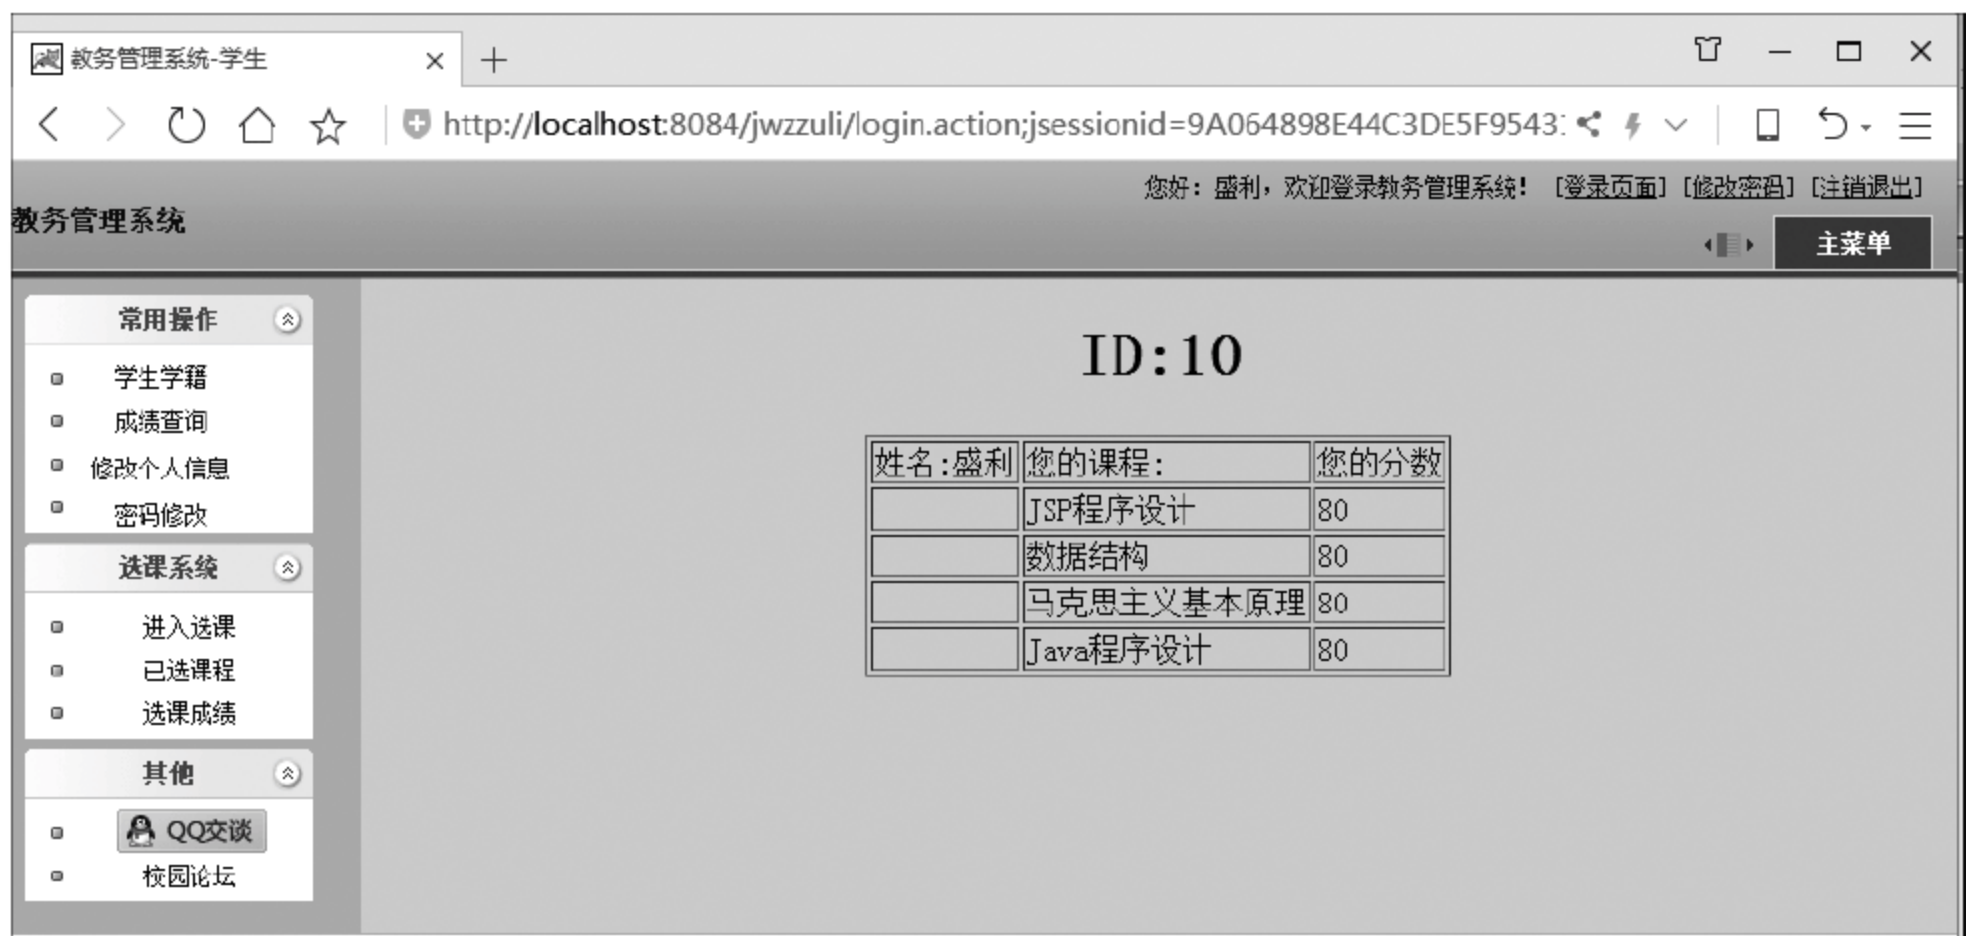 教务管理系统-学生
http://localhost:8084/jwzzuli/login.action;jsessionid=9A064898E44C3DE5F9543
您好：盛利，欢迎登录教务管理系统！ [登录页面] [修改密码] [注销退出]
教务管理系统
主菜单
常用操作
学生学籍
成绩查询
修改个人信息
密码修改
选课系统
进入选课
已选课程
选课成绩
其他
QQ交谈
校园论坛
ID:10
姓名:盛利 您的课程: 您的分数
JSP程序设计 80
数据结构 80
马克思主义基本原理 80
Java程序设计 80